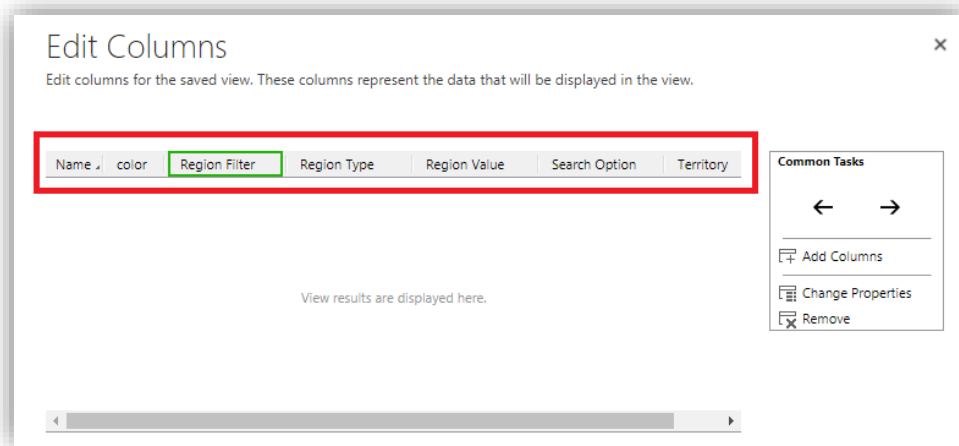 Edit Columns
Edit columns for the saved view. These columns represent the data that will be displayed in the view.
Name color Region Filter Region Type Region Value Search Option Territory
Common Tasks
Add Columns
Change Properties
Remove
View results are displayed here.